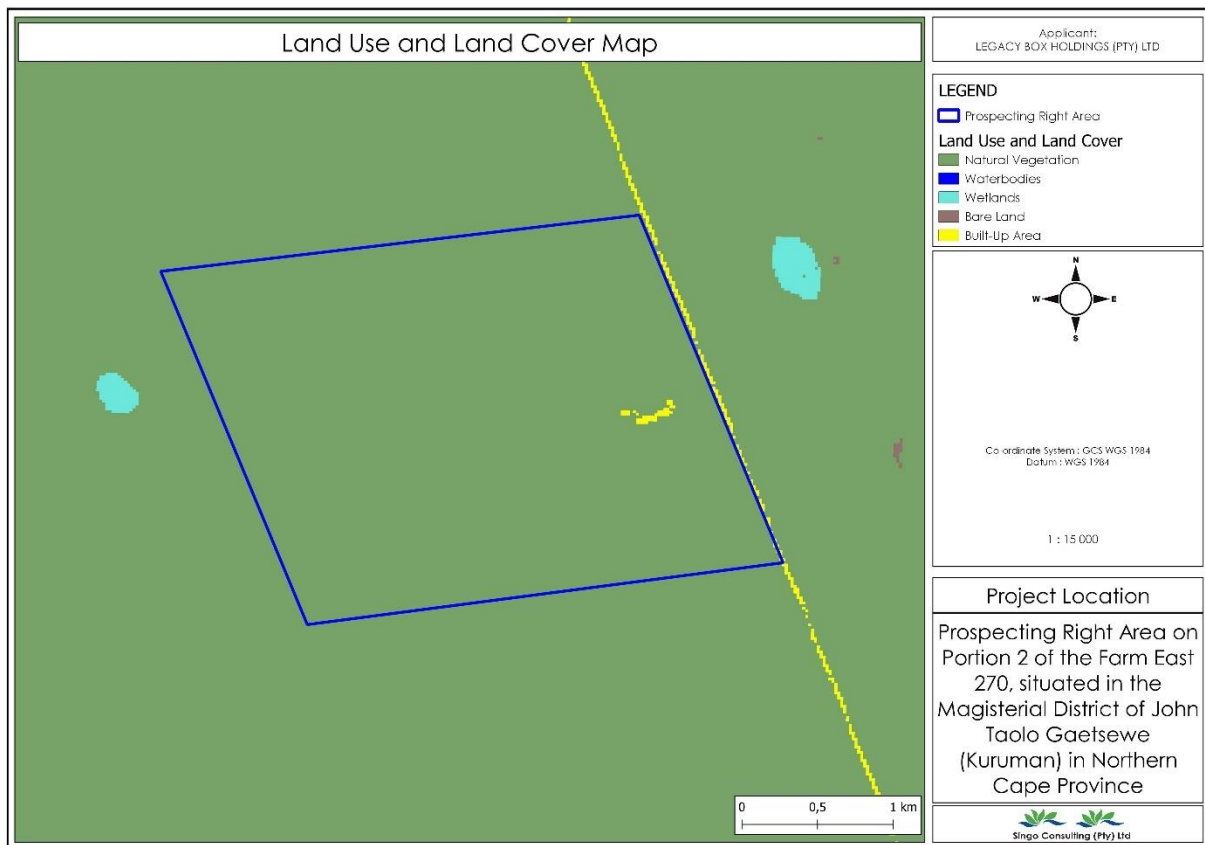 Land Use and Land Cover Map
Applicant:
LEGACY BOX HOLDINGS (PTY) LTD
LEGEND
Prospecting Right Area
Land Use and Land Cover
Natural Vegetation
Waterbodies
Wetlands
Bare Land
Built-Up Area
N
W
E
S
Co ordinate System : GCS WGS 1984
Datum : WGS 1984
1 : 15 000
Project Location
Prospecting Right Area on
Portion 2 of the Farm East
270, situated in the
Magisterial District of John
Taolo Gaetsewe
(Kuruman) in Northern
Cape Province
0 0,5 1 km
Singo Consulting (Pty) Ltd